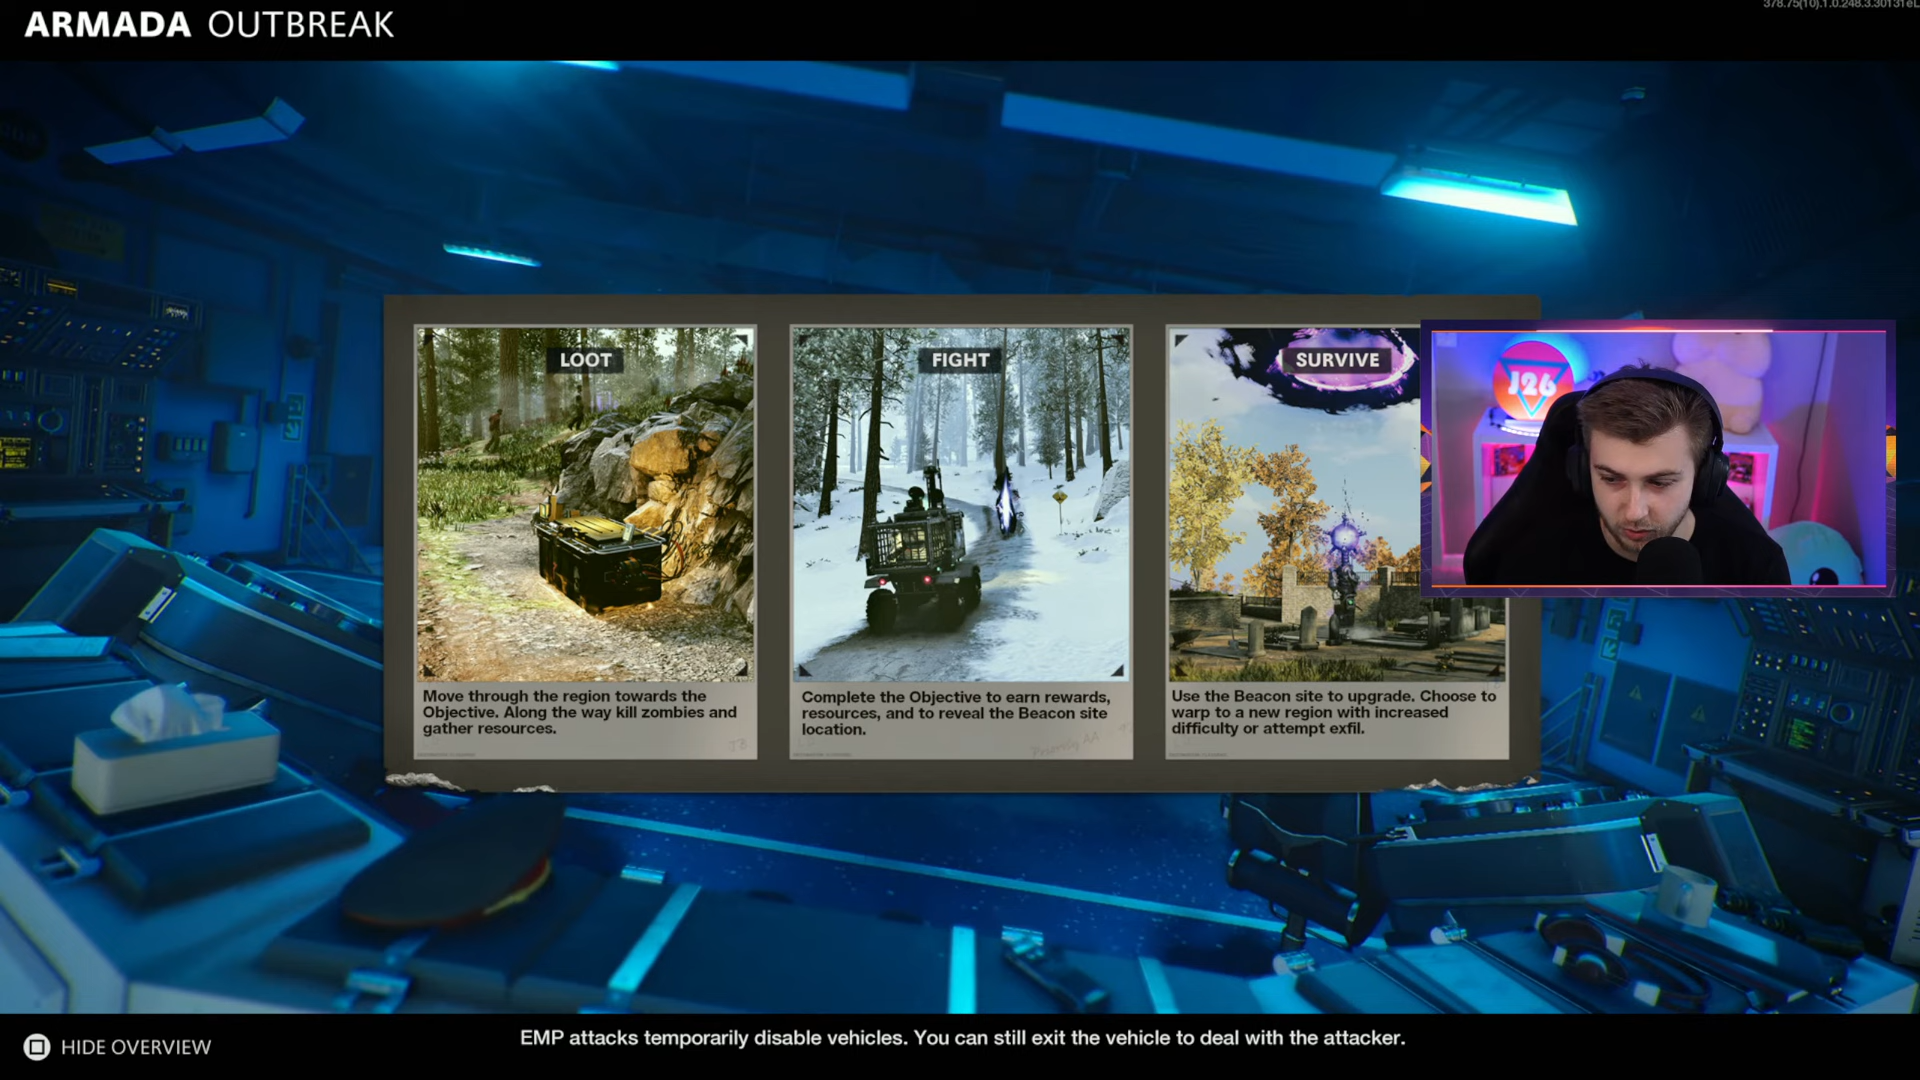 ARMADA OUTBREAK
LOOT
FIGHT
SURVIVE
J26
Move through the region towards the
Objective. Along the way kill zombies and
gather resources.
Complete the Objective to earn rewards,
resources, and to reveal the Beacon site
location.
Priority AA
Use the Beacon site to upgrade. Choose to
warp to a new region with increased
difficulty or attempt exfil.
HIDE OVERVIEW
EMP attacks temporarily disable vehicles. You can still exit the vehicle to deal with the attacker.